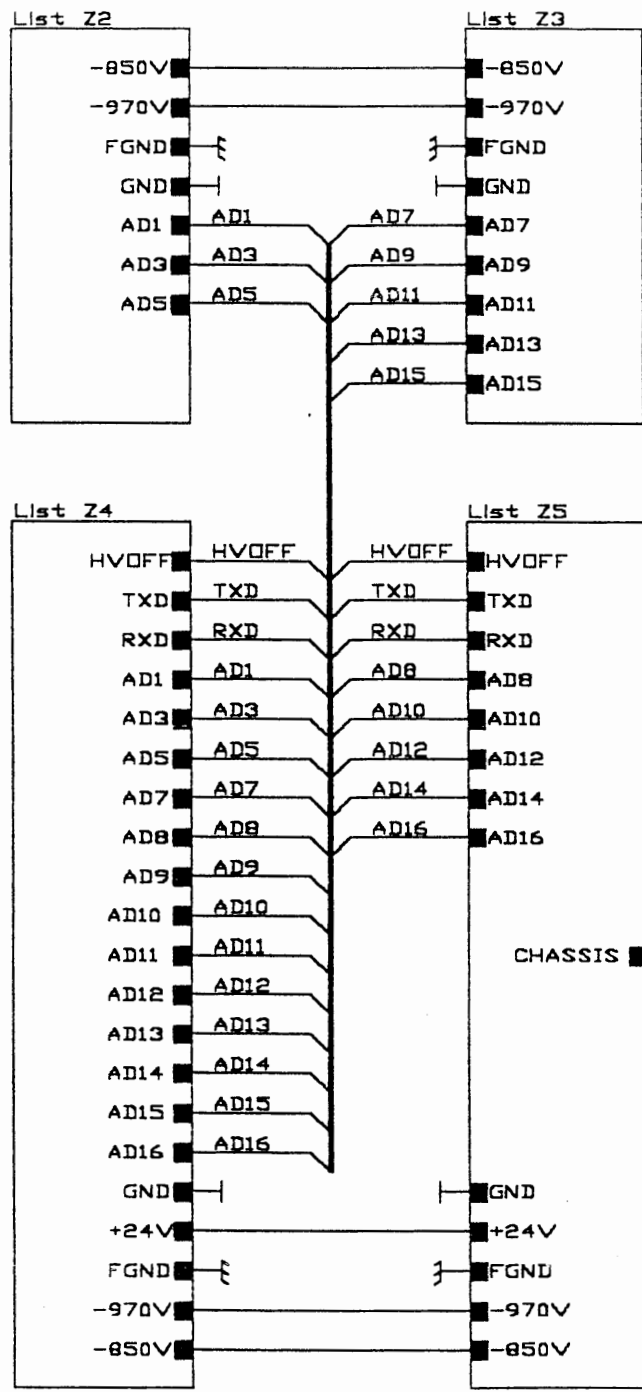 List Z2 List Z3
-850V -850V
-970V -970V
FGND FGND
GND GND
AD1 AD1 AD7 AD7
AD3 AD3 AD9 AD9
AD5 AD5 AD11 AD11
AD13 AD13
AD15 AD15
List Z4 List Z5
HVOFF HVOFF HVOFF HVOFF
TXD TXD TXD TXD
RXD RXD RXD RXD
AD1 AD1 AD8 AD8
AD3 AD3 AD10 AD10
AD5 AD5 AD12 AD12
AD7 AD7 AD14 AD14
AD8 AD8 AD16 AD16
AD9 AD9
AD10 AD10
AD11 AD11 CHASSIS
AD12 AD12
AD13 AD13
AD14 AD14
AD15 AD15
AD16 AD16
GND GND
+24V +24V
FGND FGND
-970V -970V
-850V -850V